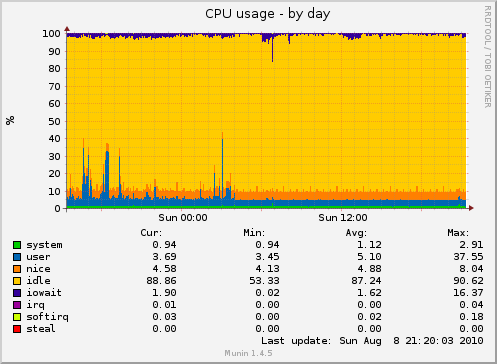 CPU usage - by day
RRDTOOL / TOBI OETIKER
%
100
90
80
70
60
50
40
30
20
10
0
Sun 00:00 Sun 12:00
Cur: Min: Avg: Max:
system 0.94 0.94 1.12 2.91
user 3.69 3.45 5.10 37.55
nice 4.58 4.13 4.88 8.04
idle 88.86 53.33 87.24 90.62
iowait 1.90 0.02 1.62 16.37
irq 0.01 0.00 0.00 0.04
softirq 0.03 0.00 0.02 0.18
steal 0.00 0.00 0.00 0.00
Last update: Sun Aug 8 21:20:03 2010
Munin 1.4.5